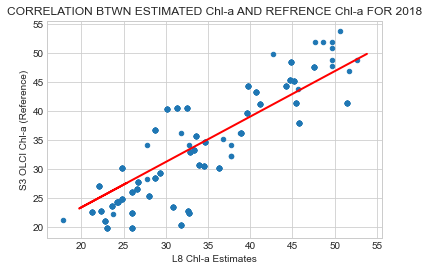 CORRELATION BTWN ESTIMATED Chl-a AND REFRENCE Chl-a FOR 2018
55
50
45
40
35
30
25
20
S3 OLCI Chl-a (Reference)
20 25 30 35 40 45 50 55
L8 Chl-a Estimates